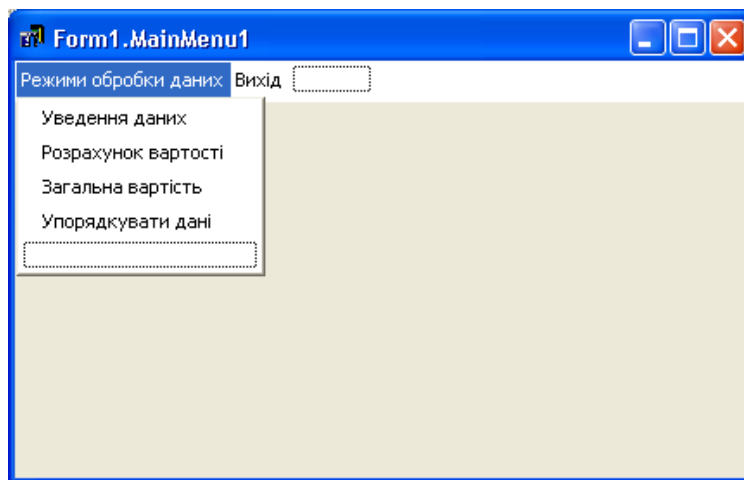 Form1.MainMenu1
Режими обробки даних Вихід
Уведення даних
Розрахунок вартості
Загальна вартість
Упорядкувати дані